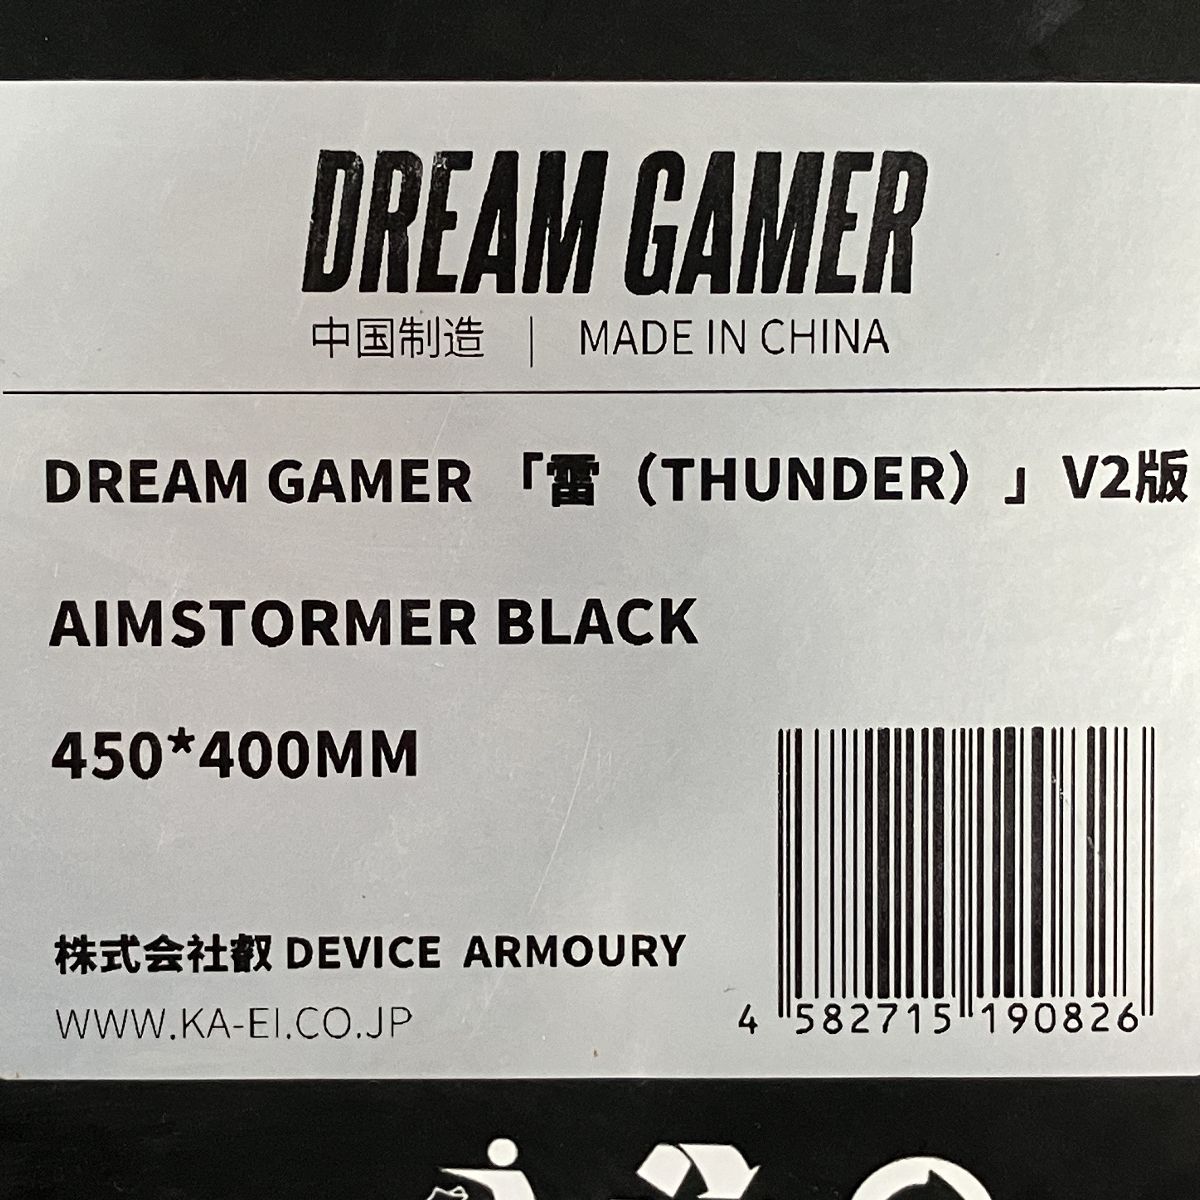 DREAM GAMER
中国制造 | MADE IN CHINA
DREAM GAMER 「雷（THUNDER）」V2版
AIMSTORMER BLACK
450*400MM
株式会社叡 DEVICE ARMOURY
WWW.KA-EI.CO.JP
4 582715 190826